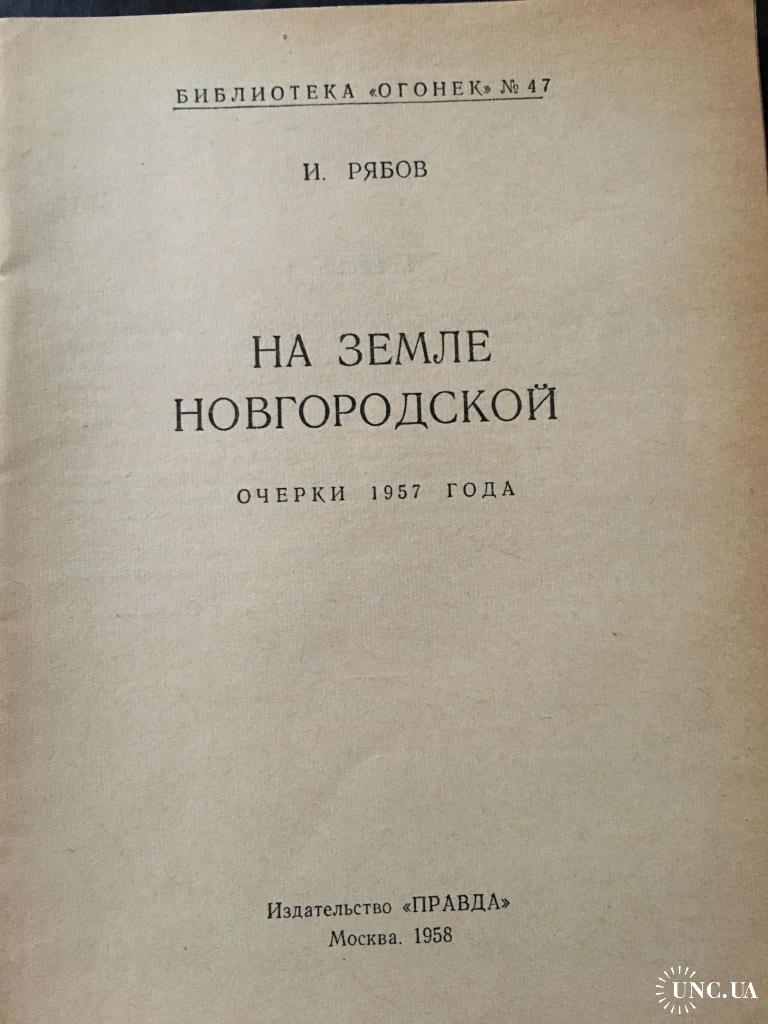 БИБЛИОТЕКА «ОГОНЕК» № 47
И. РЯБОВ
НА ЗЕМЛЕ
НОВГОРОДСКОЙ
ОЧЕРКИ 1957 ГОДА
Издательство «ПРАВДА»
Москва. 1958
UNC.UA